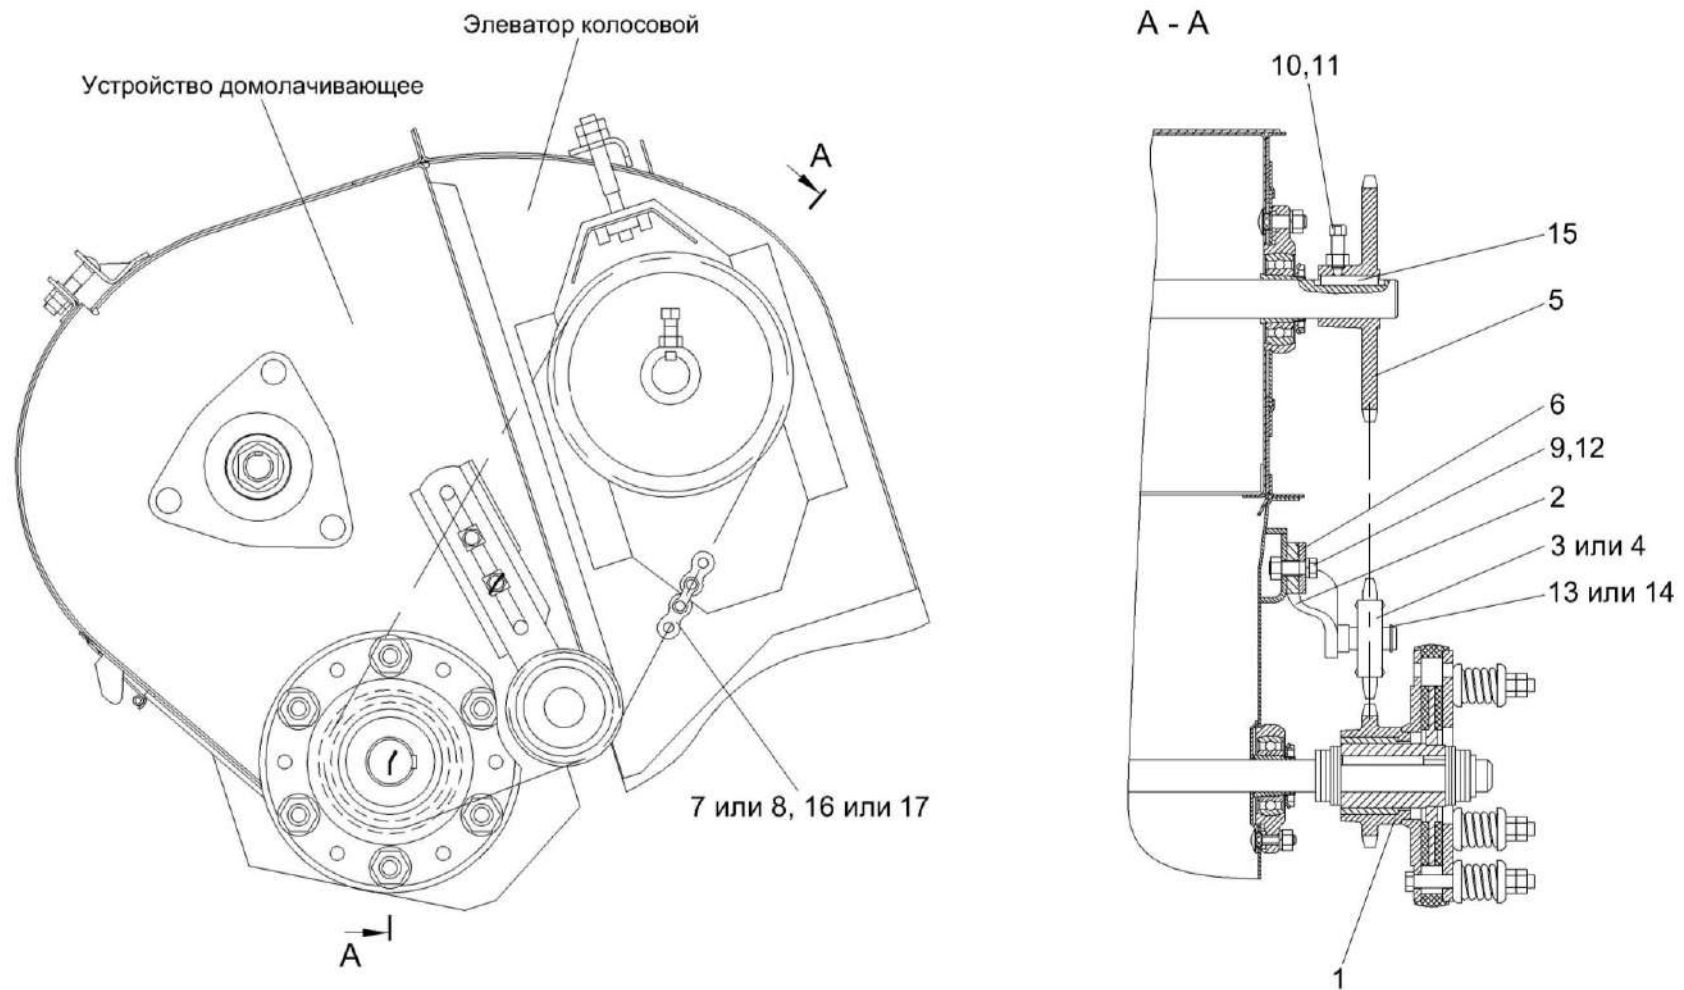 Элеватор колосовой
Устройство домолачивающее
А
7 или 8, 16 или 17
А
А - А
10,11
15
5
6
9,12
2
3 или 4
13 или 14
1